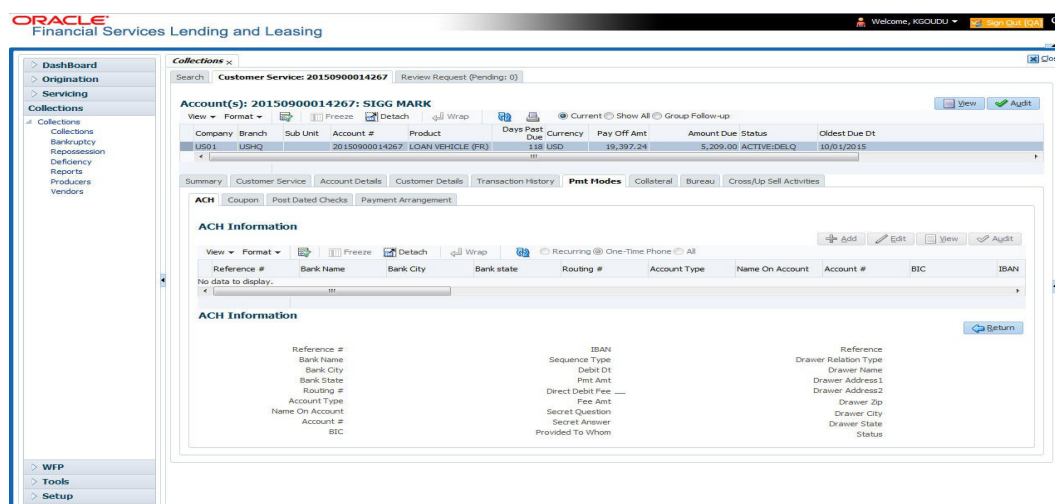 ORACLE
Financial Services Lending and Leasing
Welcome, KGOUDU
Sign Out [QA]
DashBoard
Origination
Servicing
Collections
Collections
Collections
Bankruptcy
Repossession
Deficiency
Reports
Producers
Vendors
WFP
Tools
Setup
Collections x
Search Customer Service: 20150900014267 Review Request (Pending: 0)
Account(s): 20150900014267: SIGG MARK
View Audit
View Format Freeze Detach Wrap Current Show All Group Follow-up
Company Branch Sub Unit Account # Product Days Past Due Currency Pay Off Amt Amount Due Status Oldest Due Dt
US01 USHQ 20150900014267 LOAN VEHICLE (FR) 118 USD 19,397.24 5,209.00 ACTIVE:DELQ 10/01/2015
Summary Customer Service Account Details Customer Details Transaction History Pmt Modes Collateral Bureau Cross/Up Sell Activities
ACH Coupon Post Dated Checks Payment Arrangement
ACH Information
Add Edit View Audit
View Format Freeze Detach Wrap Recurring One-Time Phone All
Reference # Bank Name Bank City Bank state Routing # Account Type Name On Account Account # BIC IBAN
No data to display.
ACH Information
Return
Reference # IBAN Reference
Bank Name Sequence Type Drawer Relation Type
Bank City Debit Dt Drawer Name
Bank State Pmt Amt Drawer Address1
Routing # Direct Debit Fee Drawer Address2
Account Type Fee Amt Drawer Zip
Name On Account Secret Question Drawer City
Account # Secret Answer Drawer State
BIC Provided To Whom Status